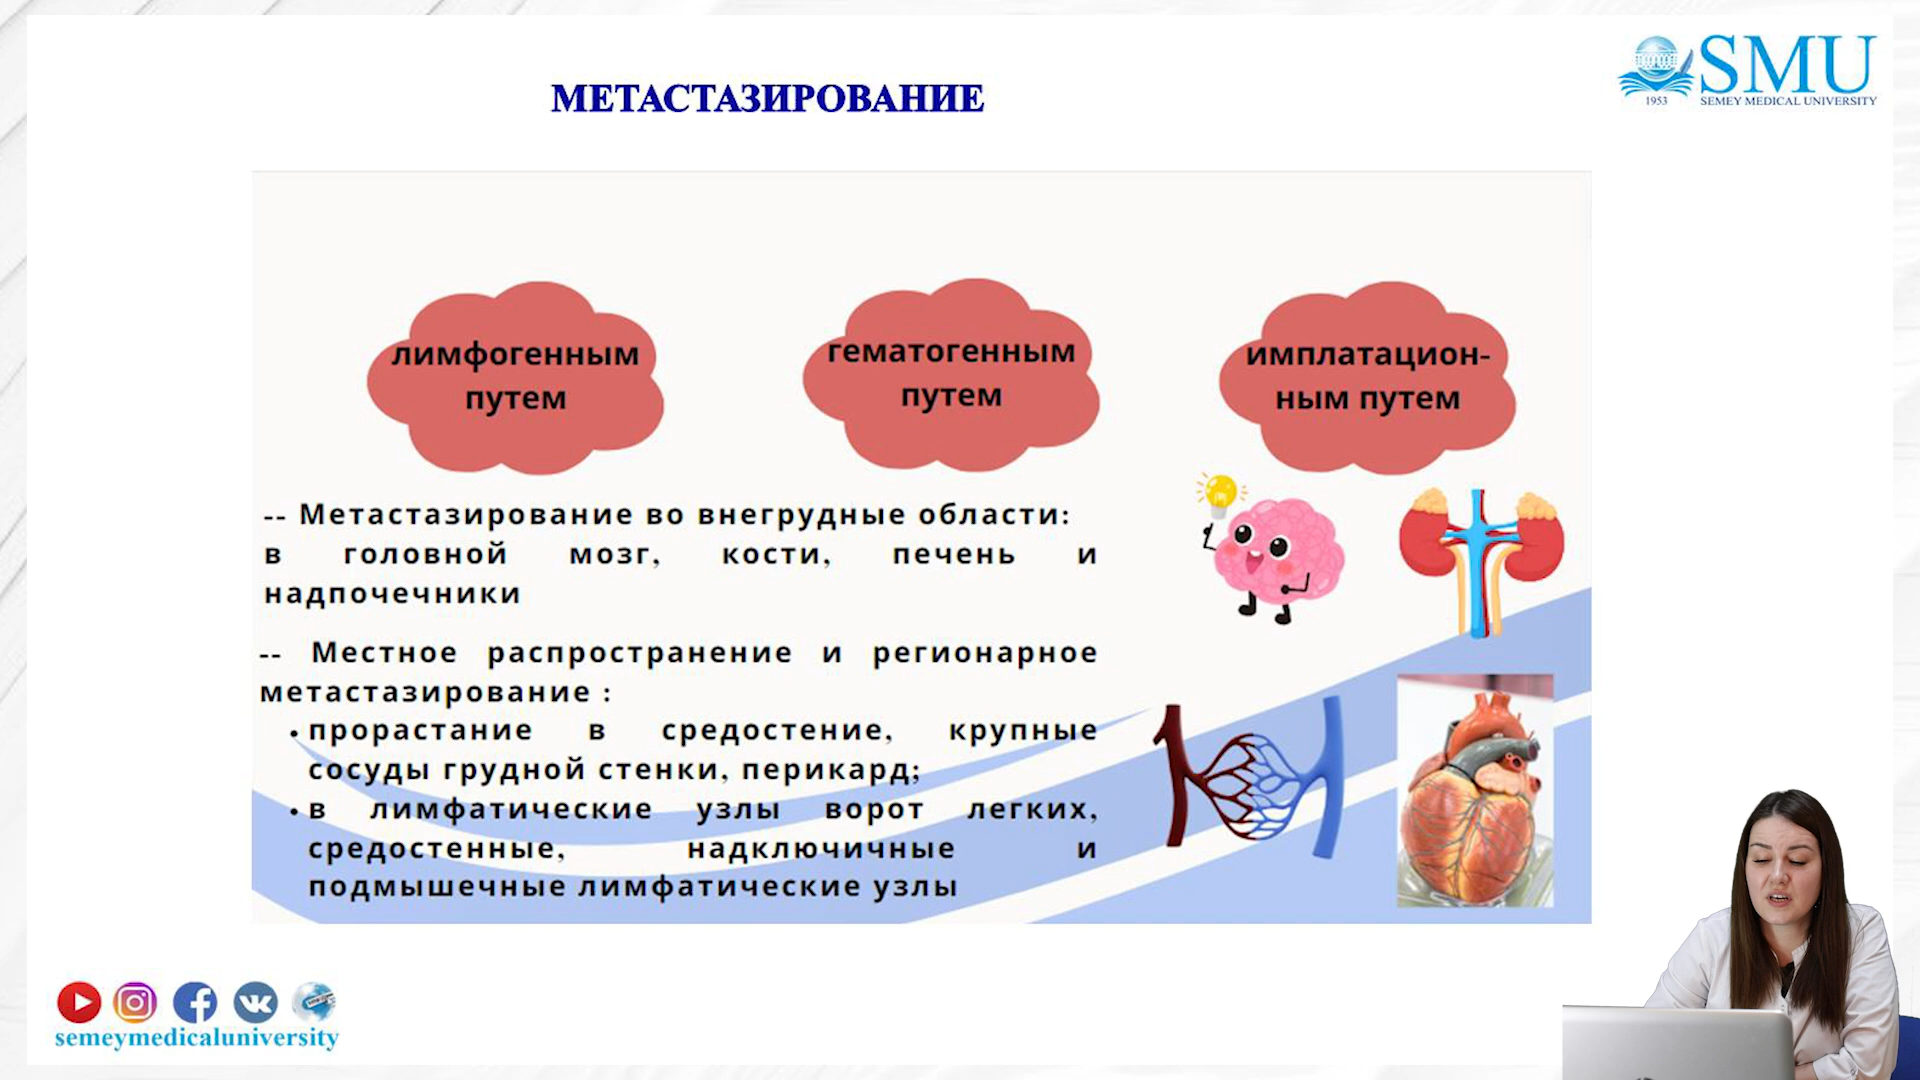 МЕТАСТАЗИРОВАНИЕ
SMU
1953
SEMEY MEDICAL UNIVERSITY
лимфогенным
путем
гематогенным
путем
имплатацион-
ным путем
-- Метастазирование во внегрудные области:
в головной мозг, кости, печень и
надпочечники
-- Местное распространение и регионарное
метастазирование :
• прорастание в средостение, крупные
сосуды грудной стенки, перикард;
• в лимфатические узлы ворот легких,
средостенные, надключичные и
подмышечные лимфатические узлы
semeymedicaluniversity